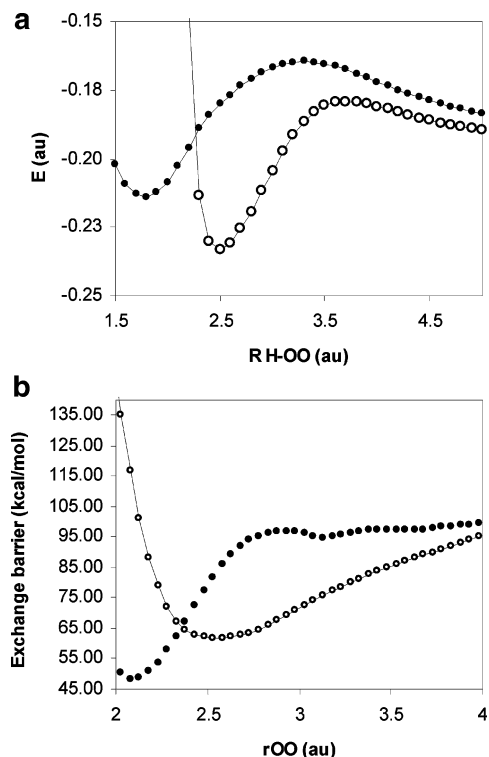 a
-0.15
-0.18
-0.20
-0.23
-0.25
E (au)
1.5 2.5 3.5 4.5
RH-OO (au)
b
135.00
125.00
115.00
105.00
95.00
85.00
75.00
65.00
55.00
45.00
Exchange barrier (kcal/mol)
2 2.5 3 3.5 4
rOO (au)